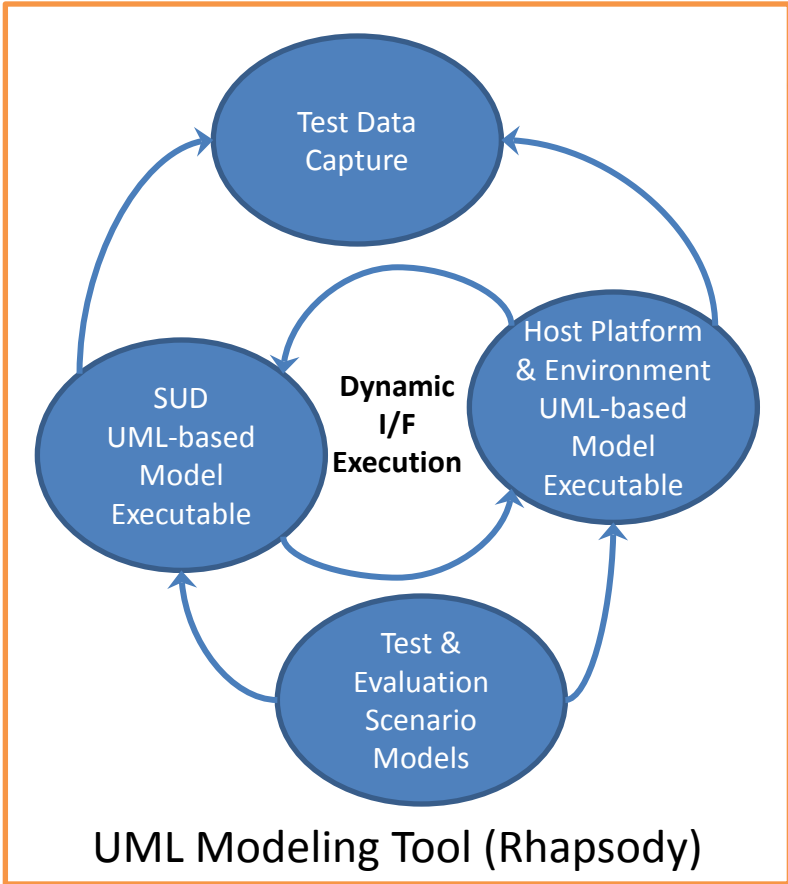 Test Data
Capture
Host Platform
& Environment
UML-based
Model
Executable
SUD
UML-based
Model
Executable
Dynamic
I/F
Execution
Test &
Evaluation
Scenario
Models
UML Modeling Tool (Rhapsody)